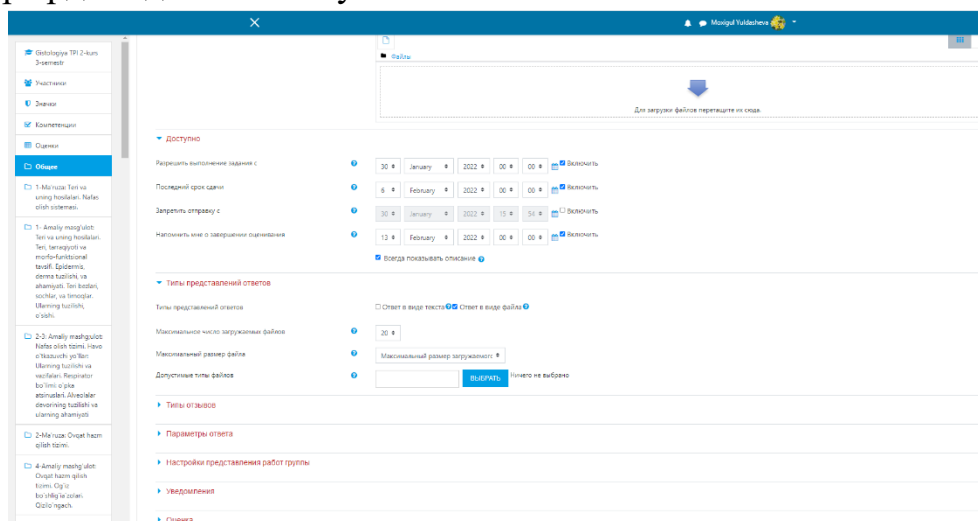 Maxigul Yuldasheva
Gistologiya TPI 2-kurs
3-semestr
Участники
Значки
Компетенции
Оценки
Общее
1-Ma'ruza: Teri va
uning hosilalari. Nafas
olish sistemasi.
1- Amaliy masg'ulot:
Teri va uning hosilalari.
Teri, tarraqiyoti va
morfo-funktsional
tavsifi. Epidermis,
derma tuzilishi, va
ahamiyati. Teri bezlari,
sochlar, va timoqlar.
Ularning tuzilishi,
o'sishi.
2-3: Amaliy mashgulot:
Nafas olish tizimi. Havo
o'tkazuvchi yo'llari
Ularning tuzilishi va
vazifalari. Respirator
bo'limi: o'pka
atsinuslari. Alveolalar
devorining tuzilishi va
ularning ahamiyati
2-Ma'ruza: Ovqat hazm
qilish tizimi.
4-Amaliy mashg'ulot:
Ovqat hazm qilish
tizimi. Og'iz
bo'shlig'ia'zolari.
Qizilo'ngach.
Файлы
Для загрузки файлов перетащите их сюда.
Доступно
Разрешить выполнение задания с 30 January 2022 00 00 Включить
Последний срок сдачи 6 February 2022 00 00 Включить
Запретить отправку с 30 January 2022 15 54 Включить
Напомнить мне о завершении оценивания 13 February 2022 00 00 Включить
Всегда показывать описание
Типы представлений ответов
Типы представлений ответов Ответ в виде текста Ответ в виде файла
Максимальное число загружаемых файлов 20
Максимальный размер файла Максимальный размер загружаемого
Допустимые типы файлов ВЫБРАТЬ Ничего не выбрано
Типы отзывов
Параметры ответа
Настройки представления работ группы
Уведомления
Оценка